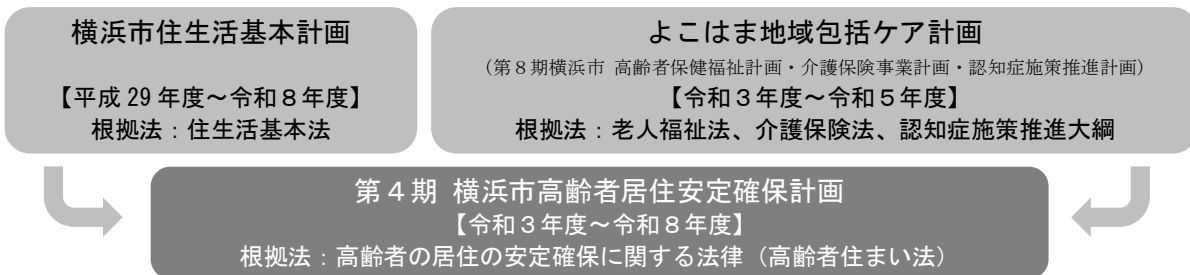 横浜市住生活基本計画
【平成29年度~令和8年度】
根拠法:住生活基本法
よこはま地域包括ケア計画
(第8期横浜市 高齢者保健福祉計画・介護保険事業計画・認知症施策推進計画)
【令和3年度~令和5年度】
根拠法:老人福祉法、介護保険法、認知症施策推進大綱
第4期 横浜市高齢者居住安定確保計画
【令和3年度~令和8年度】
根拠法:高齢者の居住の安定確保に関する法律(高齢者住まい法)